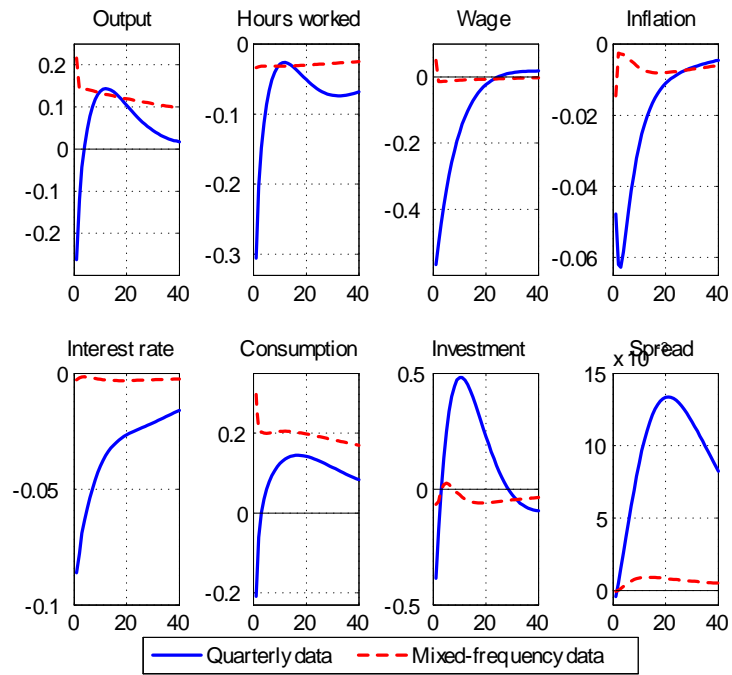 Output Hours worked Wage Inflation
0.2 0 0 0
0.1 -0.1 -0.2 -0.02
0 -0.2 -0.4 -0.04
-0.1 -0.3 -0.06
-0.2
0 20 40 0 20 40 0 20 40 0 20 40
Interest rate Consumption Investment Spread
x 10^-3
0 0.2 0.5 15
-0.05 0 0 10
-0.1 -0.2 -0.5 5
0
0 20 40 0 20 40 0 20 40 0 20 40
Quarterly data Mixed-frequency data